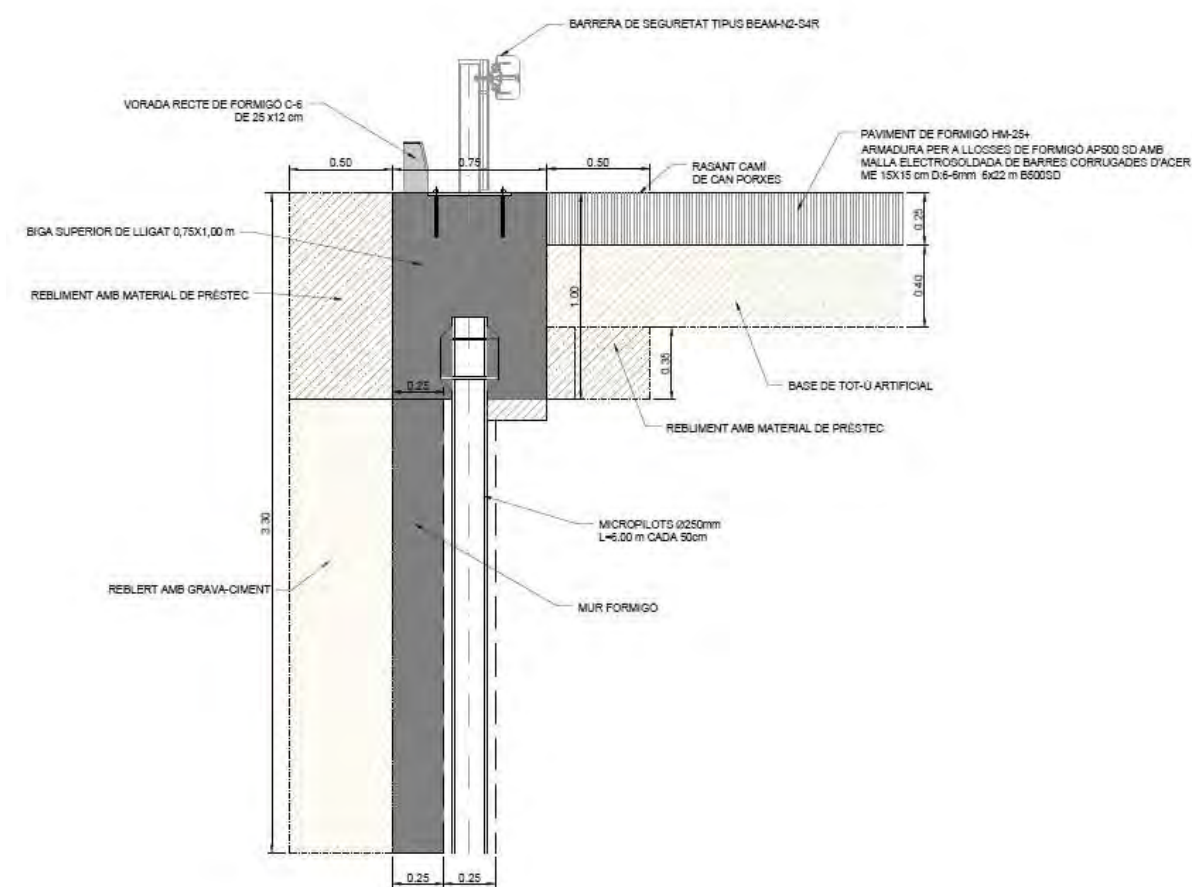 BARRERA DE SEGURETAT TIPUS BEAM-N2-S4R
VORADA RECTE DE FORMIGÓ C-6
DE 25 x12 cm
PAVIMENT DE FORMIGÓ HM-25+
ARMADURA PER A LLOSSES DE FORMIGÓ AP500 SD AMB
MALLA ELECTROSOLDADA DE BARRES CORRUGADES D'ACER
ME 15X15 cm D:6-6mm 6x22 m B500SD
0.50
0.75
0.50
RASANT CAMÍ
DE CAN PORXES
0.25
BIGA SUPERIOR DE LLIGAT 0,75X1,00 m
REBLIMENT AMB MATERIAL DE PRÉSTEC
1.00
0.40
0.35
0.25
BASE DE TOT-Ú ARTIFICIAL
REBLIMENT AMB MATERIAL DE PRÉSTEC
3.30
MICROPILOTS Ø250mm
L=6.00 m CADA 50cm
REBLERT AMB GRAVA-CIMENT
MUR FORMIGÓ
0.25
0.25